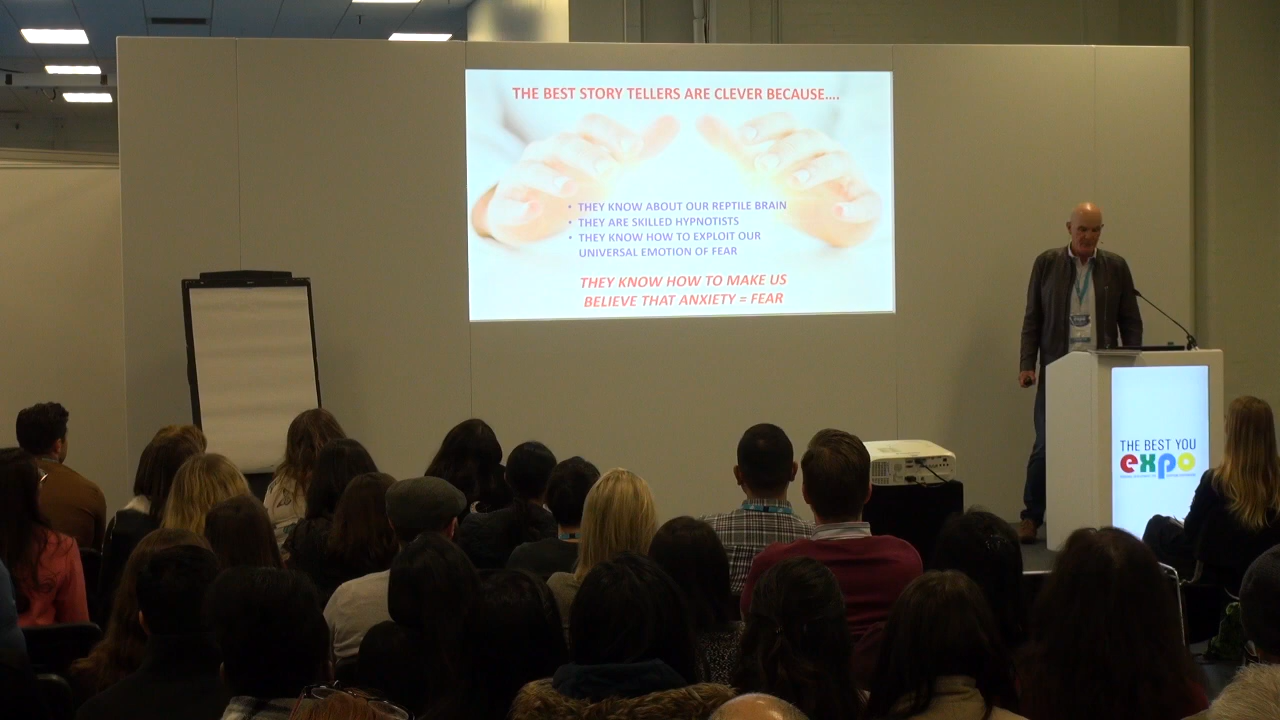 THE BEST STORY TELLERS ARE CLEVER BECAUSE....
• THEY KNOW ABOUT OUR REPTILE BRAIN
• THEY ARE SKILLED HYPNOTISTS
• THEY KNOW HOW TO EXPLOIT OUR
UNIVERSAL EMOTION OF FEAR
THEY KNOW HOW TO MAKE US
BELIEVE THAT ANXIETY = FEAR
THE BEST YOU
expo